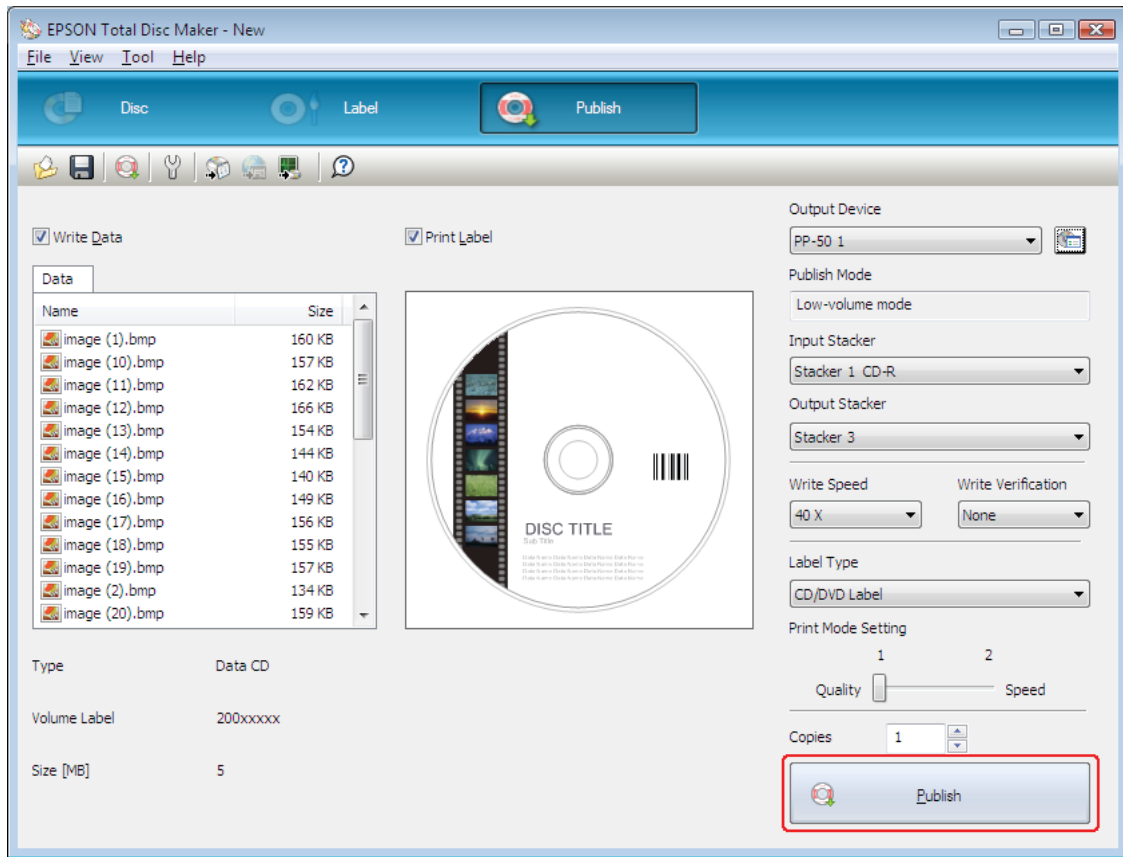 EPSON Total Disc Maker - New
File View Tool Help
Disc Label Publish
Write Data
Print Label
Data
Name Size
image (1).bmp 160 KB
image (10).bmp 157 KB
image (11).bmp 162 KB
image (12).bmp 166 KB
image (13).bmp 154 KB
image (14).bmp 144 KB
image (15).bmp 140 KB
image (16).bmp 149 KB
image (17).bmp 156 KB
image (18).bmp 155 KB
image (19).bmp 157 KB
image (2).bmp 134 KB
image (20).bmp 159 KB
DISC TITLE
Sub Title
Type Data CD
Volume Label 200xxxxx
Size [MB] 5
Output Device
PP-50 1
Publish Mode
Low-volume mode
Input Stacker
Stacker 1 CD-R
Output Stacker
Stacker 3
Write Speed Write Verification
40 X None
Label Type
CD/DVD Label
Print Mode Setting
1 2
Quality Speed
Copies 1
Publish